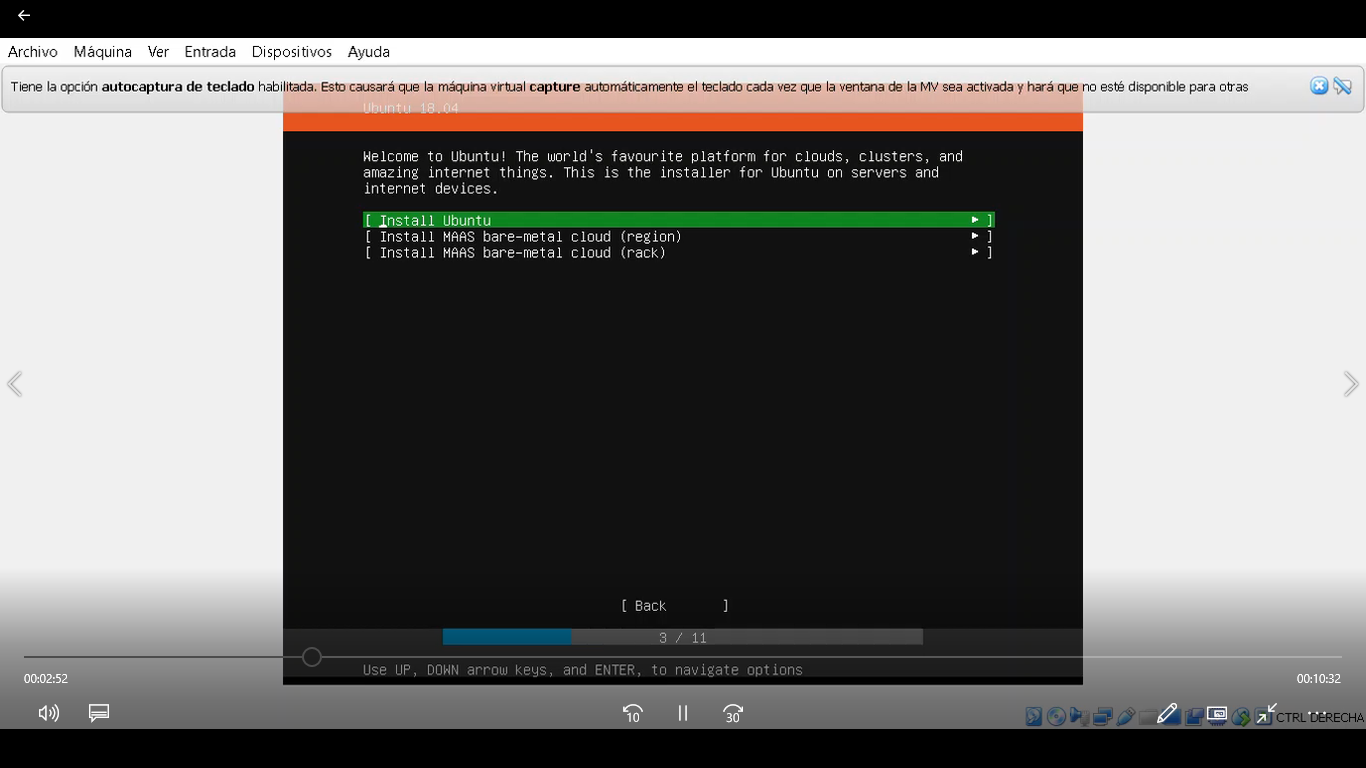 Archivo Máquina Ver Entrada Dispositivos Ayuda
Tiene la opción autocaptura de teclado habilitada. Esto causará que la máquina virtual capture automáticamente el teclado cada vez que la ventana de la MV sea activada y hará que no esté disponible para otras
Ubuntu 18.04
Welcome to Ubuntu! The world's favourite platform for clouds, clusters, and
amazing internet things. This is the installer for Ubuntu on servers and
internet devices.
[ Install Ubuntu ► ]
[ Install MAAS bare-metal cloud (region) ► ]
[ Install MAAS bare-metal cloud (rack) ► ]
[ Back ]
3 / 11
Use UP, DOWN arrow keys, and ENTER, to navigate options
00:02:52 00:10:32
10 30
CTRL DERECHA